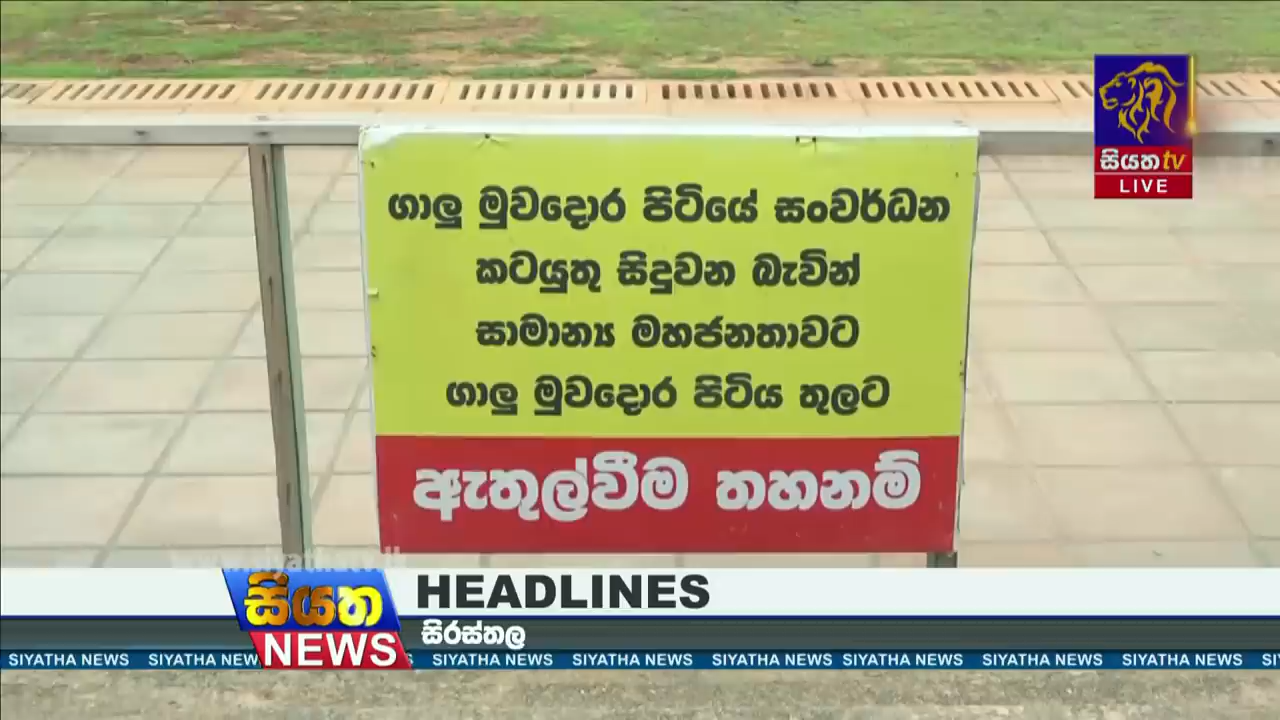 සියත tv
LIVE
ගාලු මුවදොර පිටියේ සංවර්ධන
කටයුතු සිදුවන බැවින්
සාමාන්‍ය මහජනතාවට
ගාලු මුවදොර පිටිය තුලට
ඇතුල්වීම තහනම්
සියත
NEWS
HEADLINES
සිරස්තල
SIYATHA NEWS SIYATHA NEWS SIYATHA NEWS SIYATHA NEWS SIYATHA NEWS SIYATHA NEWS SIYATHA NEWS SIYATHA NEWS